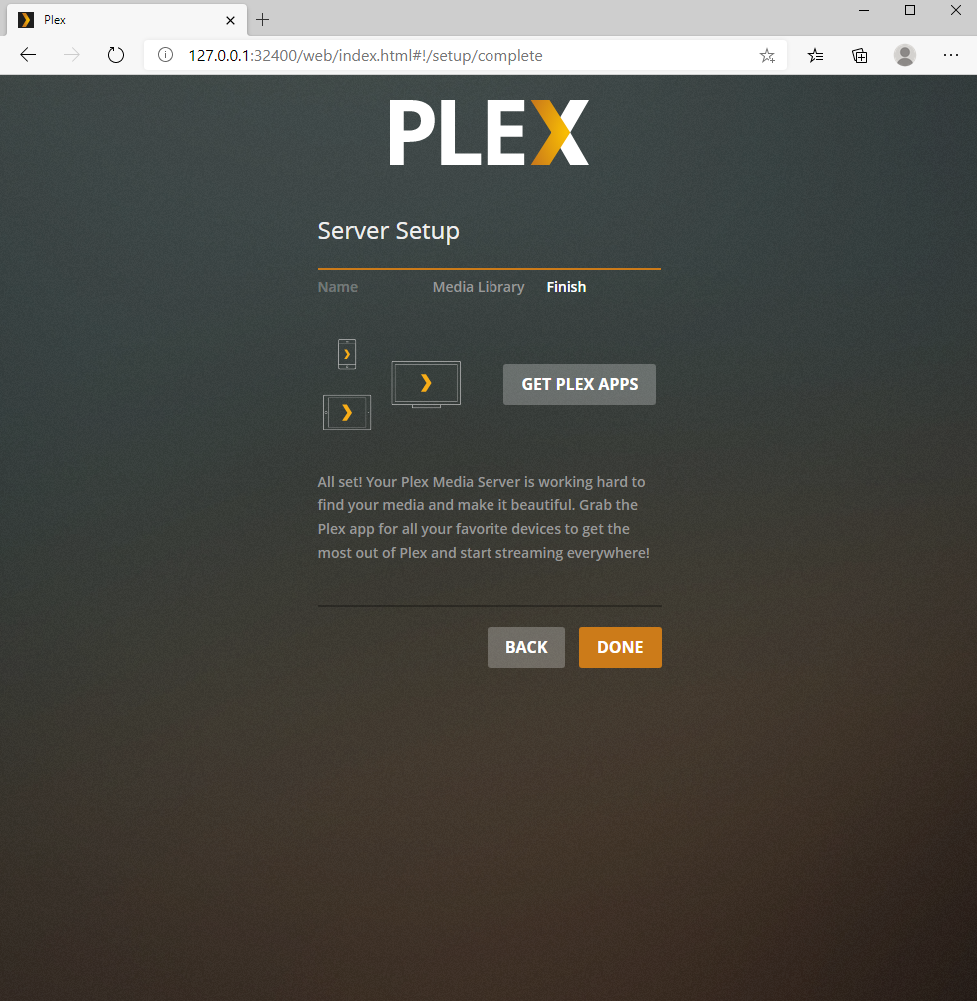 Plex
127.0.0.1:32400/web/index.html#!/setup/complete
PLEX
Server Setup
Name Media Library Finish
GET PLEX APPS
All set! Your Plex Media Server is working hard to
find your media and make it beautiful. Grab the
Plex app for all your favorite devices to get the
most out of Plex and start streaming everywhere!
BACK DONE